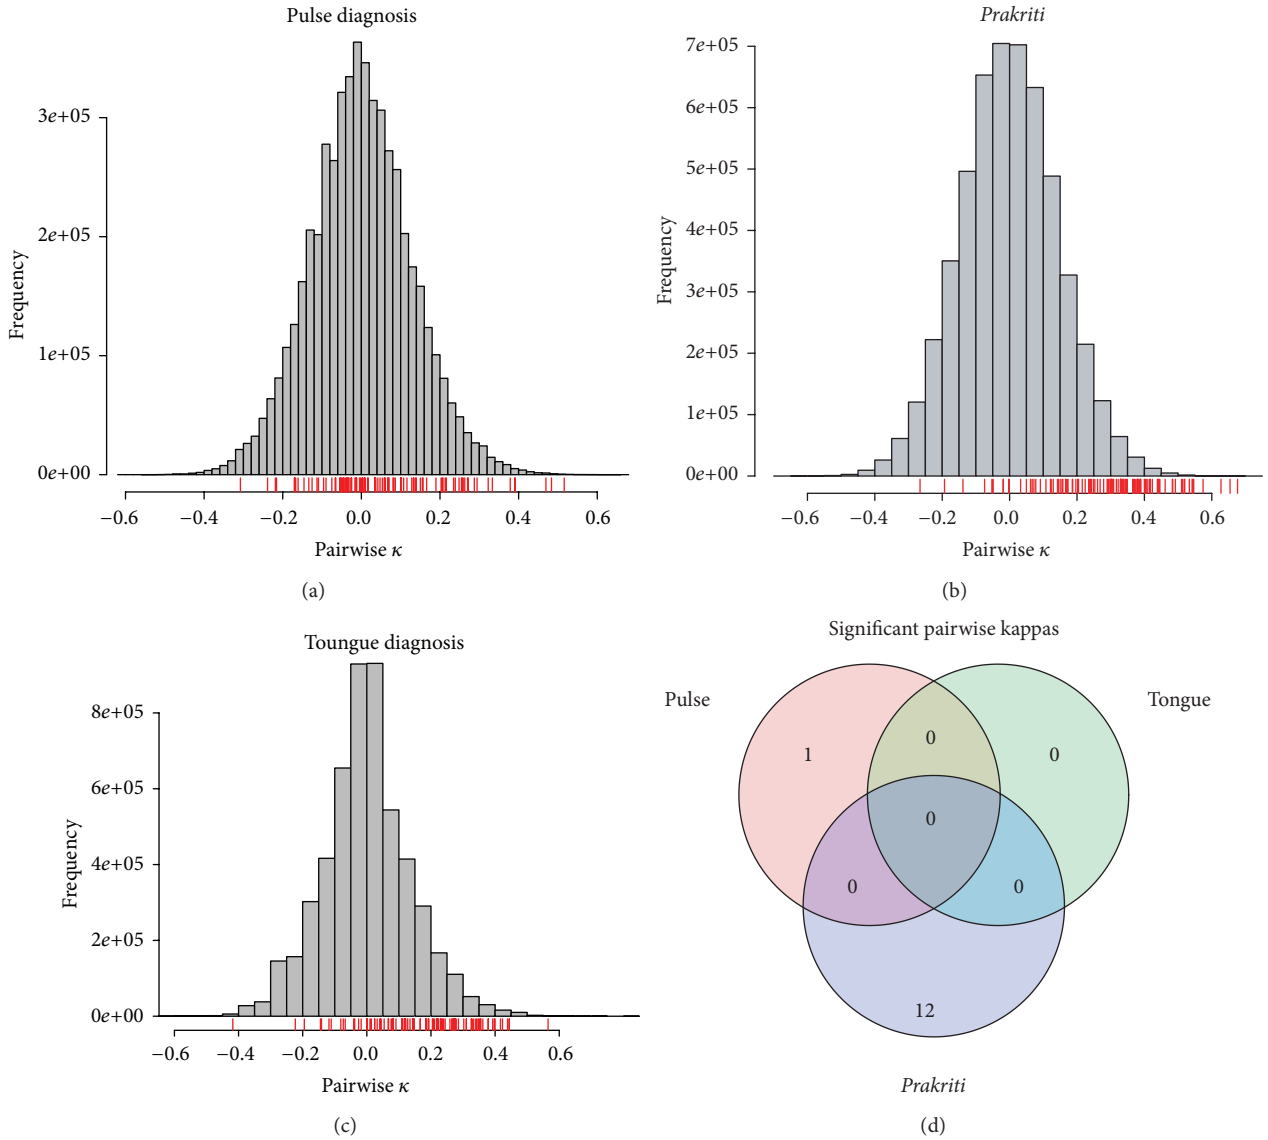 Pulse diagnosis
Frequency
3e+05
2e+05
1e+05
0e+00
−0.6 −0.4 −0.2 0.0 0.2 0.4 0.6
Pairwise κ
(a)
Prakriti
Frequency
7e+05
6e+05
5e+05
4e+05
3e+05
2e+05
1e+05
0e+00
−0.6 −0.4 −0.2 0.0 0.2 0.4 0.6
Pairwise κ
(b)
Toungue diagnosis
Frequency
8e+05
6e+05
4e+05
2e+05
0e+00
−0.6 −0.4 −0.2 0.0 0.2 0.4 0.6
Pairwise κ
(c)
Significant pairwise kappas
Pulse Tongue
1 0 0
0
0 0
12
Prakriti
(d)